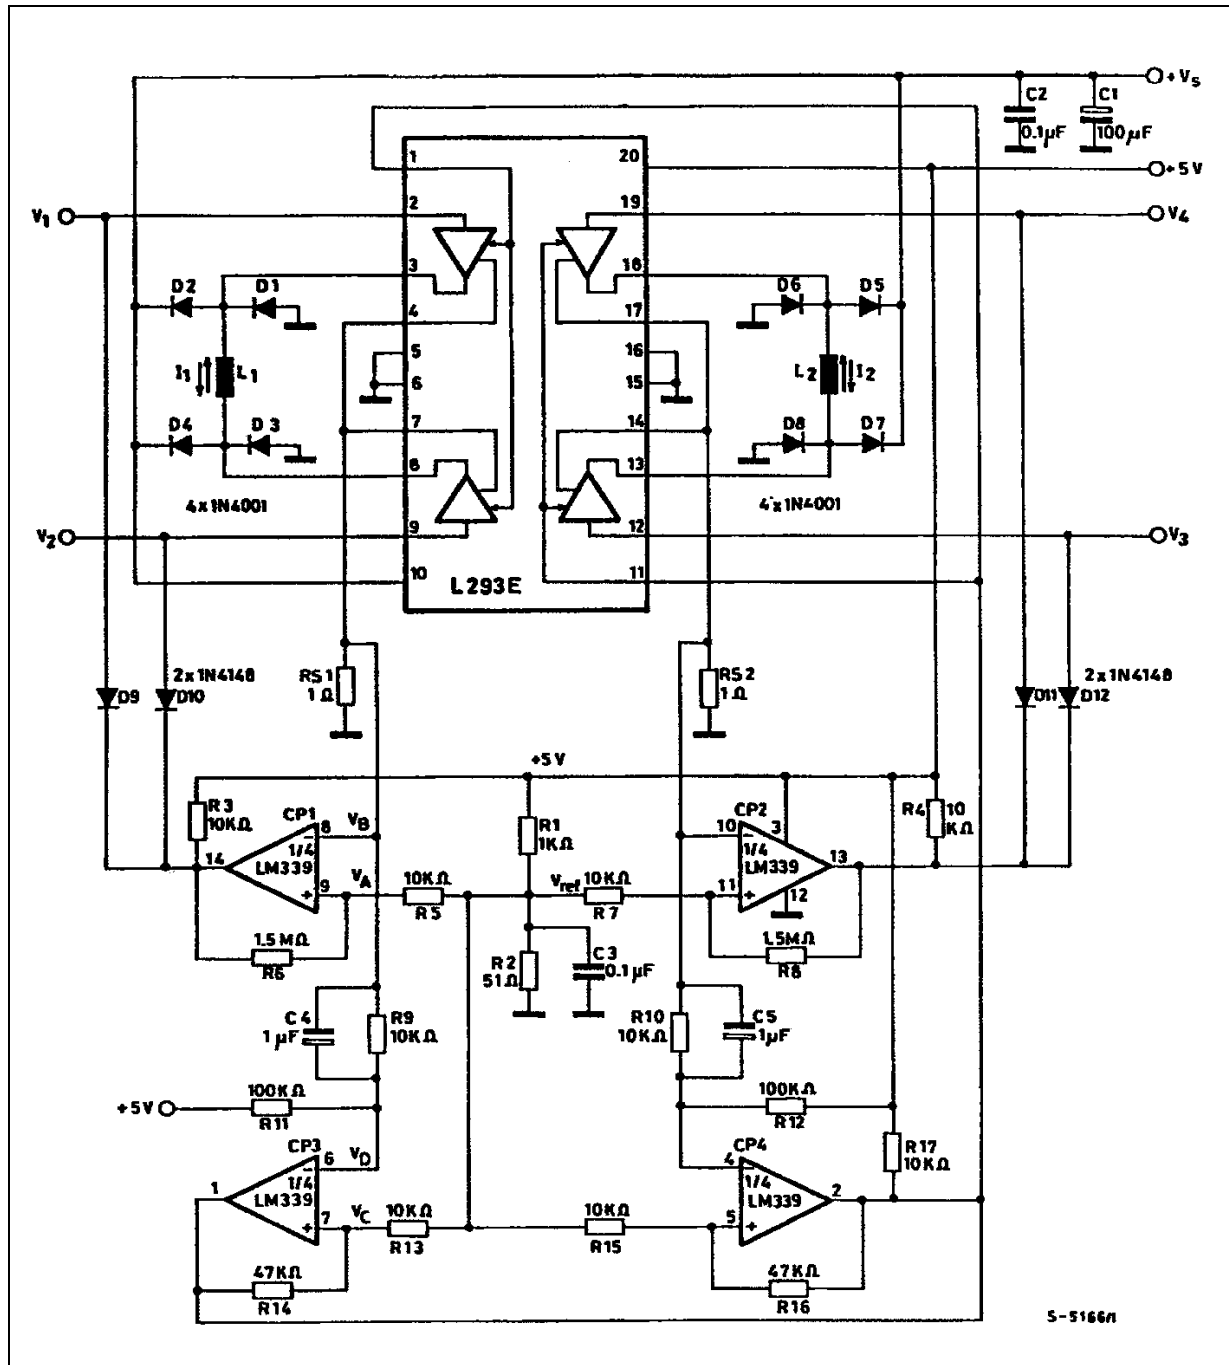 +Vs
C2
C1
0.1µF
100µF
1
20
+5V
V1
2
19
V4
3
18
D2
D1
D6
D5
4
17
5
16
I1
L1
6
15
L2
I2
7
14
D4
D3
D8
D7
8
13
4x1N4001
4x1N4001
V2
9
12
V3
10
11
L293E
2x1N4148
RS1
1Ω
RS2
1Ω
2x1N4148
D9
D10
D11
D12
+5V
R3
10KΩ
CP1
VB
8
-
1/4
LM339
14
9
+
VA
R1
1KΩ
CP2
3
10
-
1/4
LM339
13
11
+
12
R4
10
KΩ
10KΩ
R5
Vref
10KΩ
R7
1.5MΩ
R6
R2
51Ω
C3
0.1µF
1.5MΩ
R8
C4
1µF
R9
10KΩ
R10
10KΩ
C5
1µF
+5V
100KΩ
R11
100KΩ
R12
CP3
6
-
VD
1/4
LM339
1
7
+
VC
CP4
4
-
1/4
LM339
2
5
+
R17
10KΩ
10KΩ
R13
10KΩ
R15
47KΩ
R14
47KΩ
R16
S-5166/1